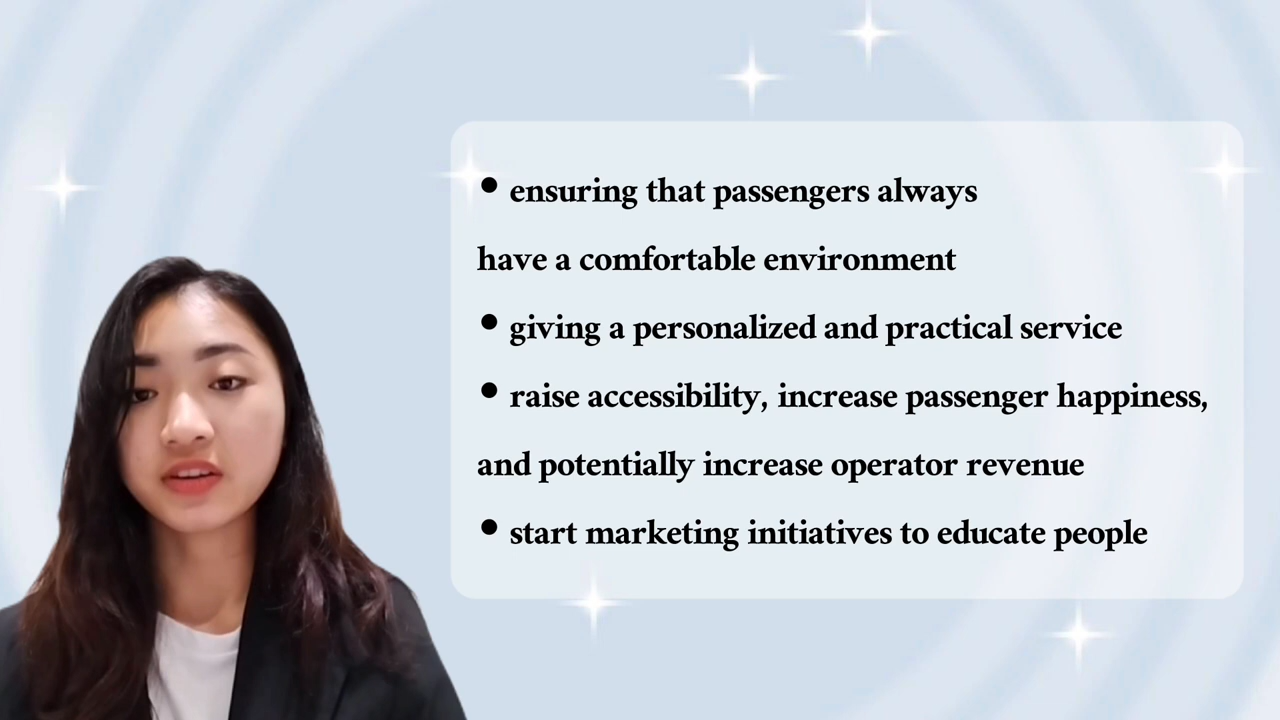 • ensuring that passengers always
have a comfortable environment
• giving a personalized and practical service
• raise accessibility, increase passenger happiness,
and potentially increase operator revenue
• start marketing initiatives to educate people